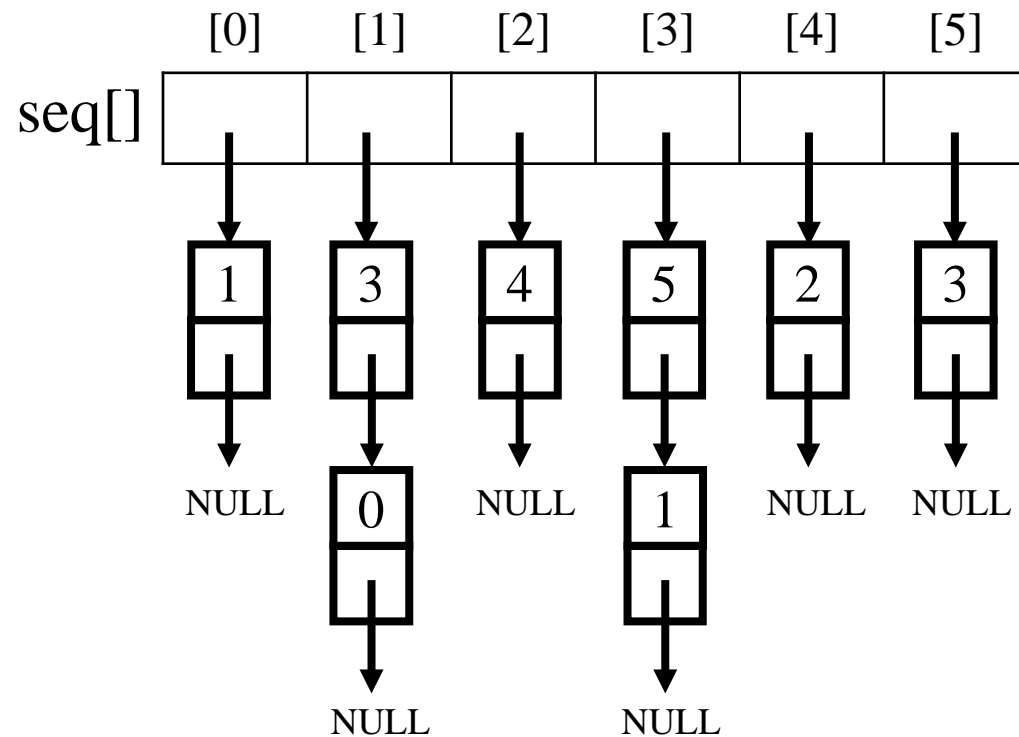 [0] [1] [2] [3] [4] [5]
seq[]
1 3 4 5 2 3
NULL 0 NULL 1 NULL NULL
NULL NULL